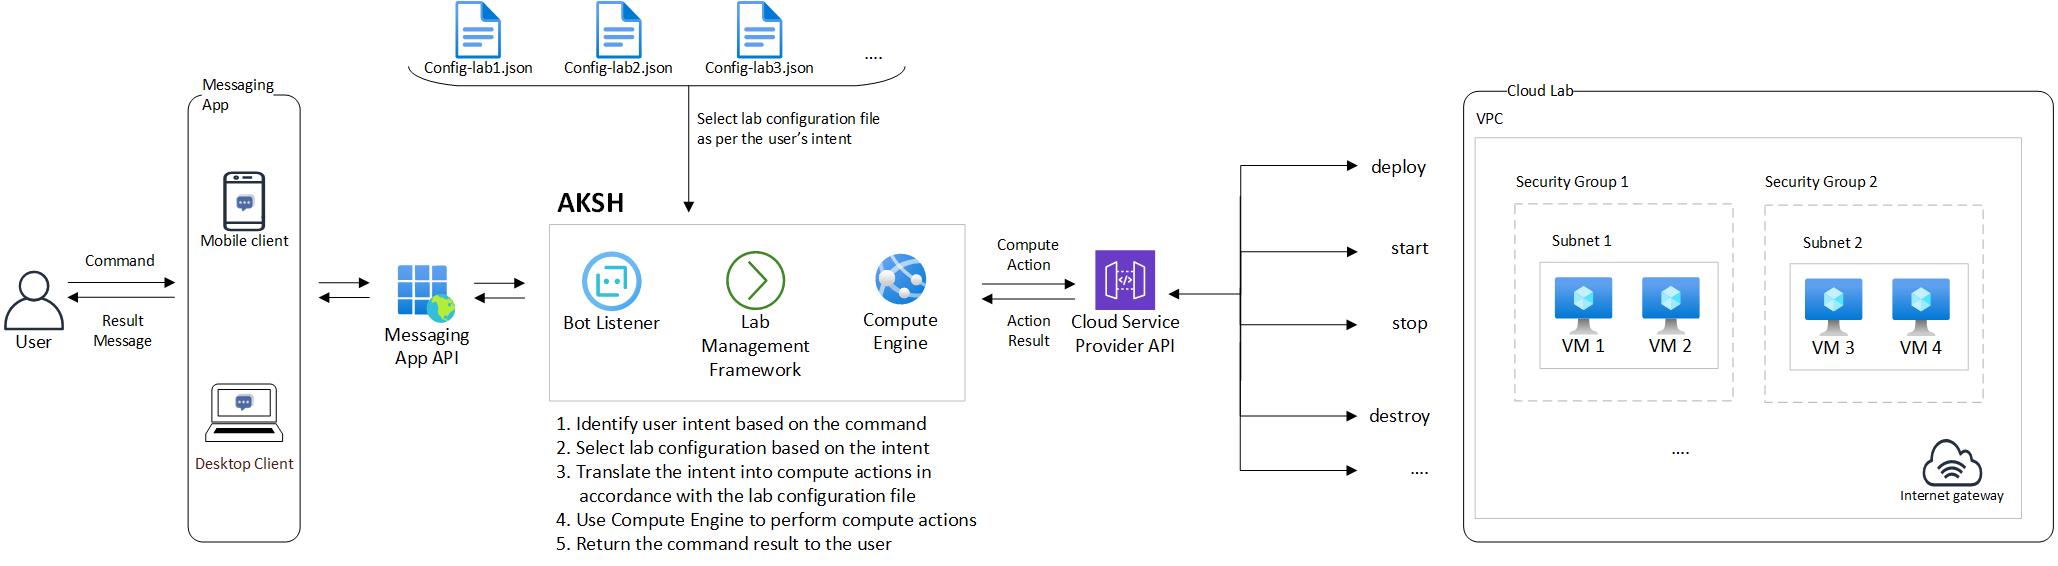 Config-lab1.json
Config-lab2.json
Config-lab3.json
....
Select lab configuration file
as per the user's intent
Messaging
App
Mobile client
Desktop Client
Command
Result
Message
User
Messaging
App API
AKSH
Bot Listener
Lab
Management
Framework
Compute
Engine
1. Identify user intent based on the command
2. Select lab configuration based on the intent
3. Translate the intent into compute actions in
accordance with the lab configuration file
4. Use Compute Engine to perform compute actions
5. Return the command result to the user
Compute
Action
Action
Result
Cloud Service
Provider API
deploy
start
stop
destroy
....
Cloud Lab
VPC
Security Group 1
Subnet 1
VM 1
VM 2
Security Group 2
Subnet 2
VM 3
VM 4
....
Internet gateway